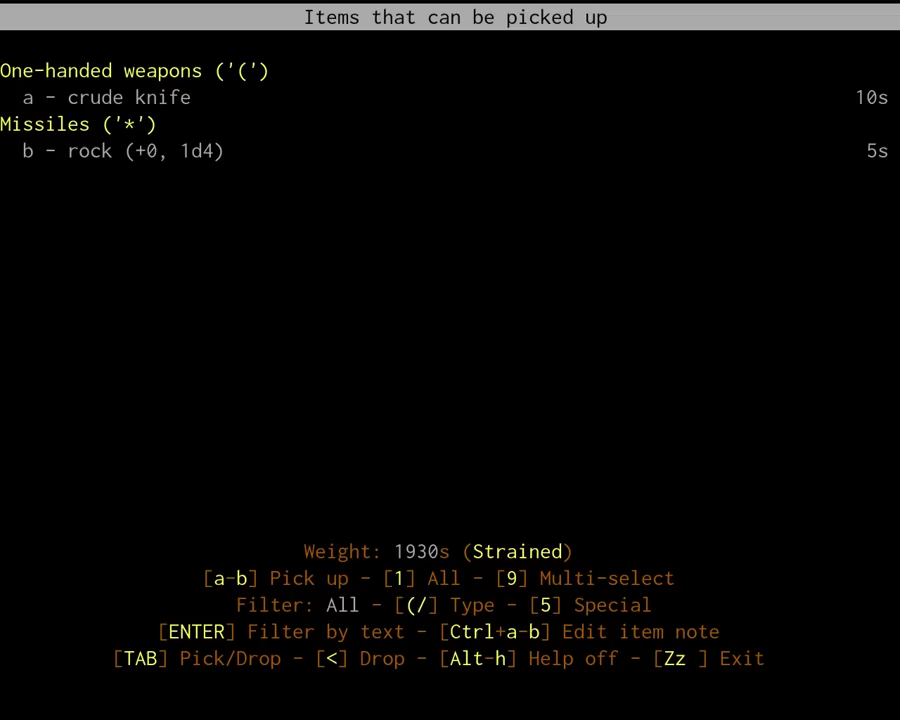 Items that can be picked up
One-handed weapons ('(')
a - crude knife 10s
Missiles ('*')
b - rock (+0, 1d4) 5s
Weight: 1930s (Strained)
[a-b] Pick up - [1] All - [9] Multi-select
Filter: All - [(/] Type - [5] Special
[ENTER] Filter by text - [Ctrl+a-b] Edit item note
[TAB] Pick/Drop - [<] Drop - [Alt-h] Help off - [Zz ] Exit